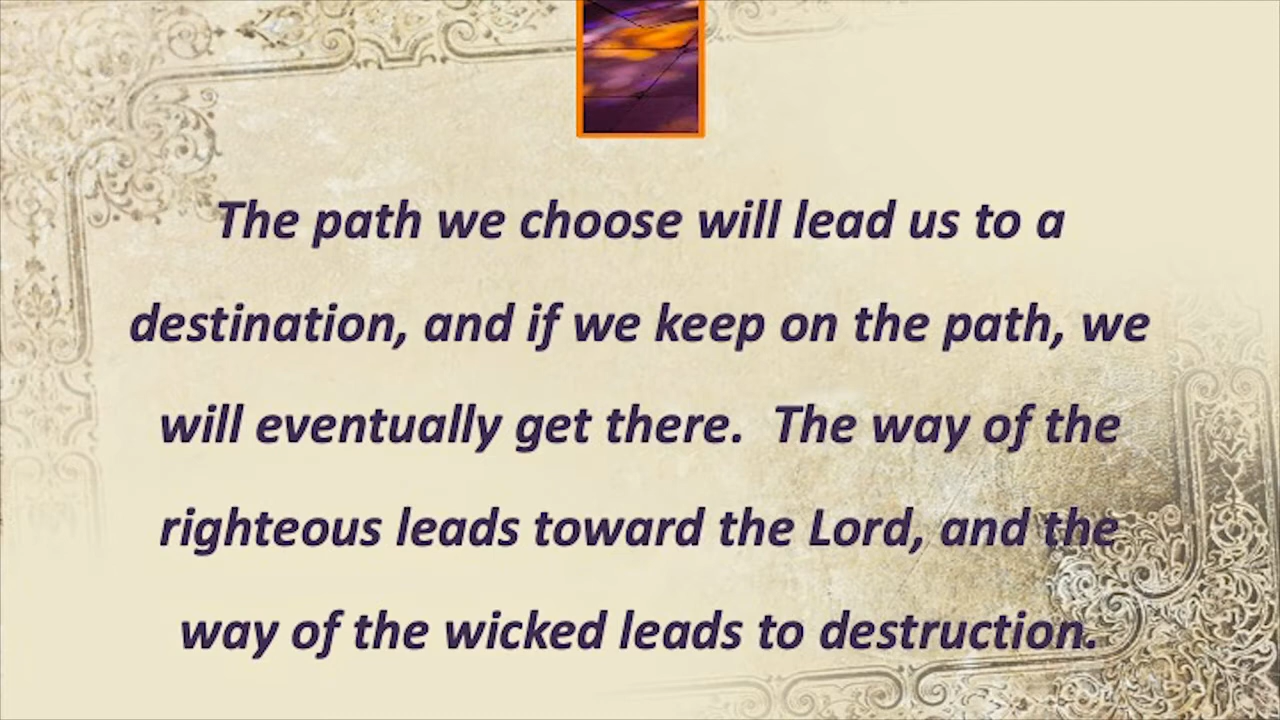 The path we choose will lead us to a
destination, and if we keep on the path, we
will eventually get there.  The way of the
righteous leads toward the Lord, and the
way of the wicked leads to destruction.